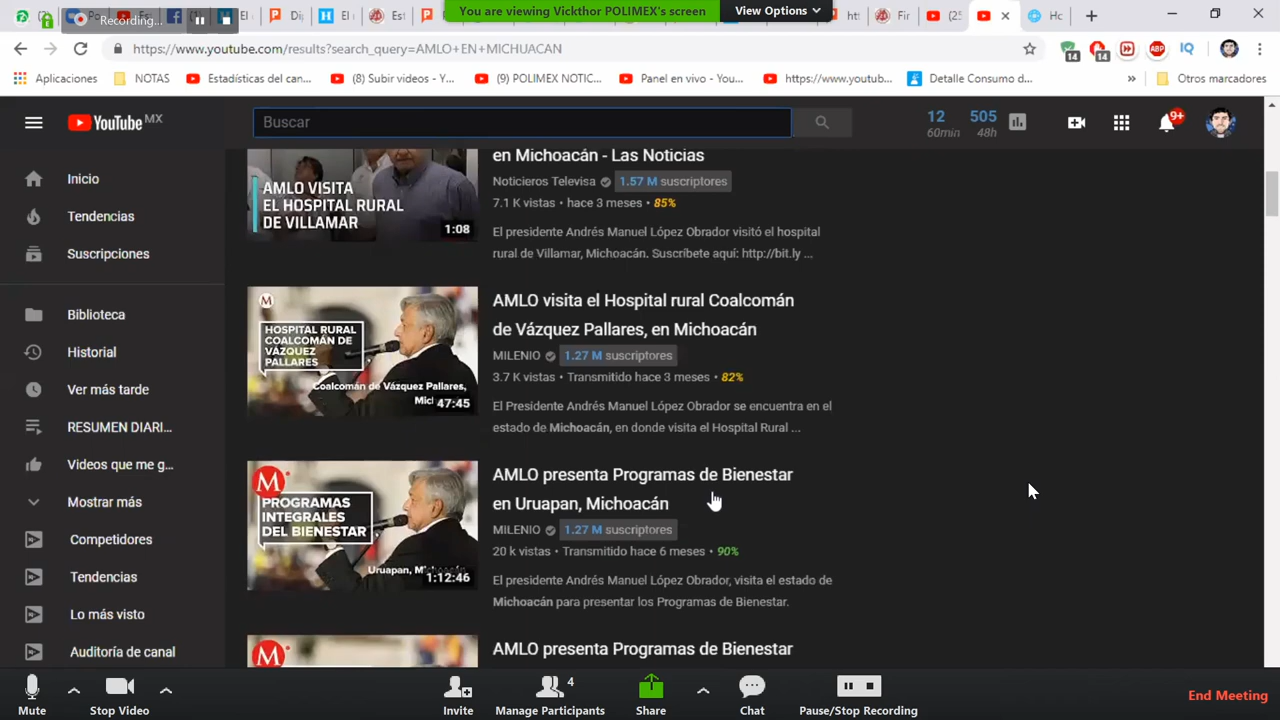 Recording...
You are viewing Vickthor POLIMEX's screen
View Options
https://www.youtube.com/results?search_query=AMLO+EN+MICHUACAN
14
14
ABP
IQ
Aplicaciones
NOTAS
Estadísticas del can...
(8) Subir videos - Y...
(9) POLIMEX NOTIC...
Panel en vivo - You...
https://www.youtub...
Detalle Consumo d...
»
Otros marcadores
YouTube MX
Buscar
12
60min
505
48h
9+
Inicio
Tendencias
Suscripciones
Biblioteca
Historial
Ver más tarde
RESUMEN DIARI...
Videos que me g...
Mostrar más
Competidores
Tendencias
Lo más visto
Auditoría de canal
AMLO VISITA
EL HOSPITAL RURAL
DE VILLAMAR
1:08
en Michoacán - Las Noticias
Noticieros Televisa
1.57 M suscriptores
7.1 K vistas • hace 3 meses • 85%
El presidente Andrés Manuel López Obrador visitó el hospital
rural de Villamar, Michoacán. Suscríbete aquí: http://bit.ly ...
M
HOSPITAL RURAL
COALCOMÁN DE
VÁZQUEZ
PALLARES
Coalcomán de Vázquez Pallares,
47:45
AMLO visita el Hospital rural Coalcomán
de Vázquez Pallares, en Michoacán
MILENIO
1.27 M suscriptores
3.7 K vistas • Transmitido hace 3 meses • 82%
El Presidente Andrés Manuel López Obrador se encuentra en el
estado de Michoacán, en donde visita el Hospital Rural ...
M
PROGRAMAS
INTEGRALES
DEL BIENESTAR
1:12:46
AMLO presenta Programas de Bienestar
en Uruapan, Michoacán
MILENIO
1.27 M suscriptores
20 k vistas • Transmitido hace 6 meses • 90%
El presidente Andrés Manuel López Obrador, visita el estado de
Michoacán para presentar los Programas de Bienestar.
M
AMLO presenta Programas de Bienestar
Mute
Stop Video
Invite
4
Manage Participants
Share
Chat
Pause/Stop Recording
End Meeting